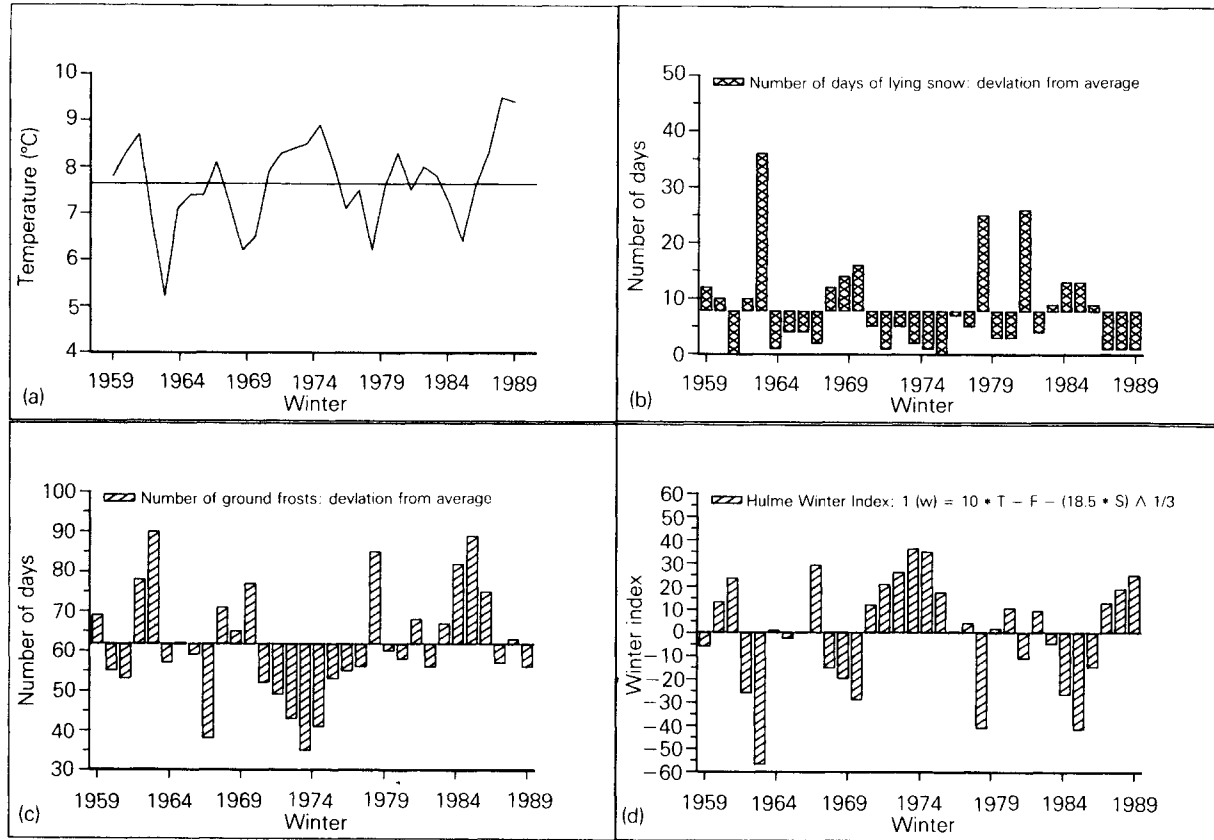 10
9
8
7
6
5
4
Temperature (°C)
1959 1964 1969 1974 1979 1984 1989
Winter
(a)
50
40
30
20
10
0
Number of days
Number of days of lying snow: devlation from average
1959 1964 1969 1974 1979 1984 1989
Winter
(b)
100
90
80
70
60
50
40
30
Number of days
Number of ground frosts: devlation from average
1959 1964 1969 1974 1979 1984 1989
Winter
(c)
60
50
40
30
20
10
0
−10
−20
−30
−40
−50
−60
Winter index
Hulme Winter Index: 1 (w) = 10 * T − F − (18.5 * S) ∧ 1/3
1959 1964 1969 1974 1979 1984 1989
Winter
(d)